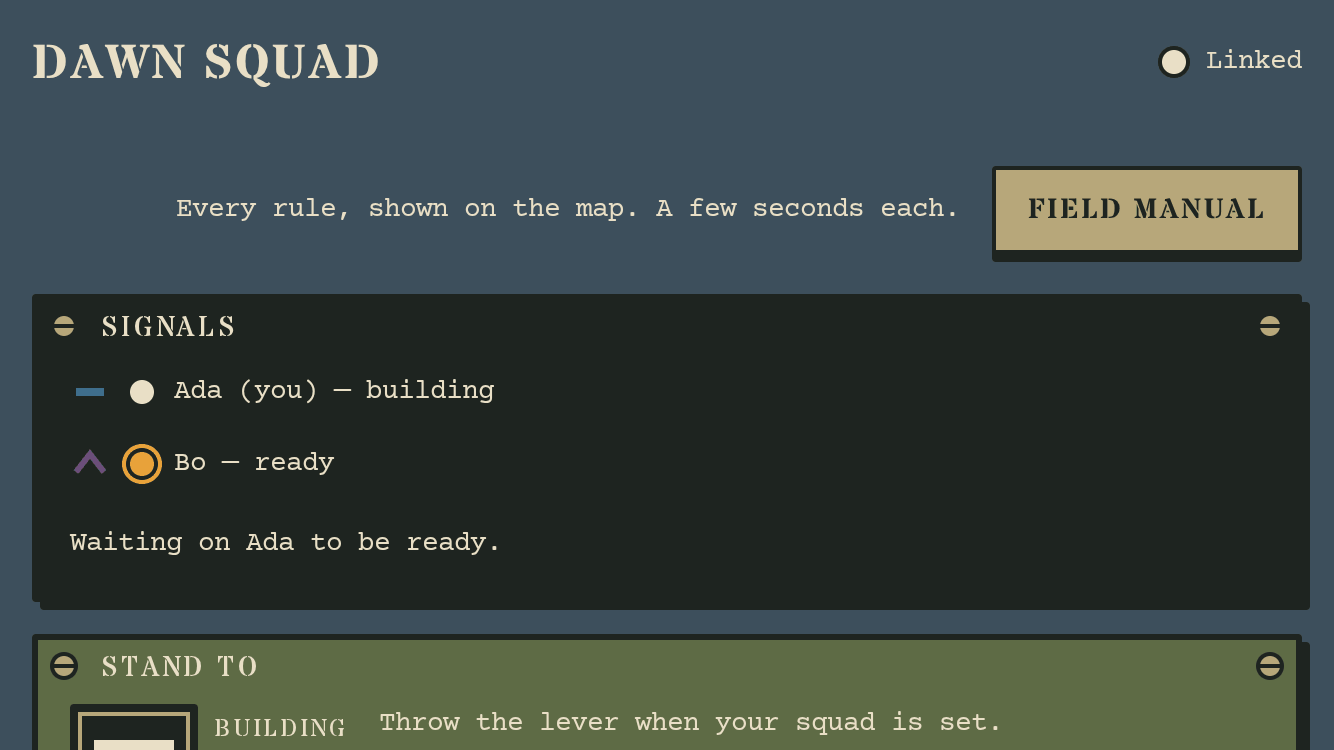 DAWN SQUAD
Linked
Every rule, shown on the map. A few seconds each.
FIELD MANUAL
SIGNALS
Ada (you) — building
Bo — ready
Waiting on Ada to be ready.
STAND TO
BUILDING
Throw the lever when your squad is set.